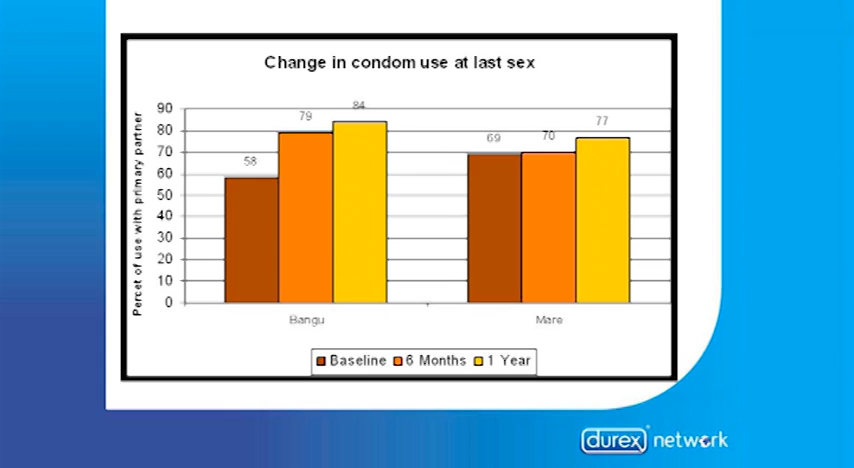 Change in condom use at last sex
Percet of use with primary partner
90
80
70
60
50
40
30
20
10
0
58
79
84
69
70
77
Bangu
Mare
Baseline 6 Months 1 Year
durex network